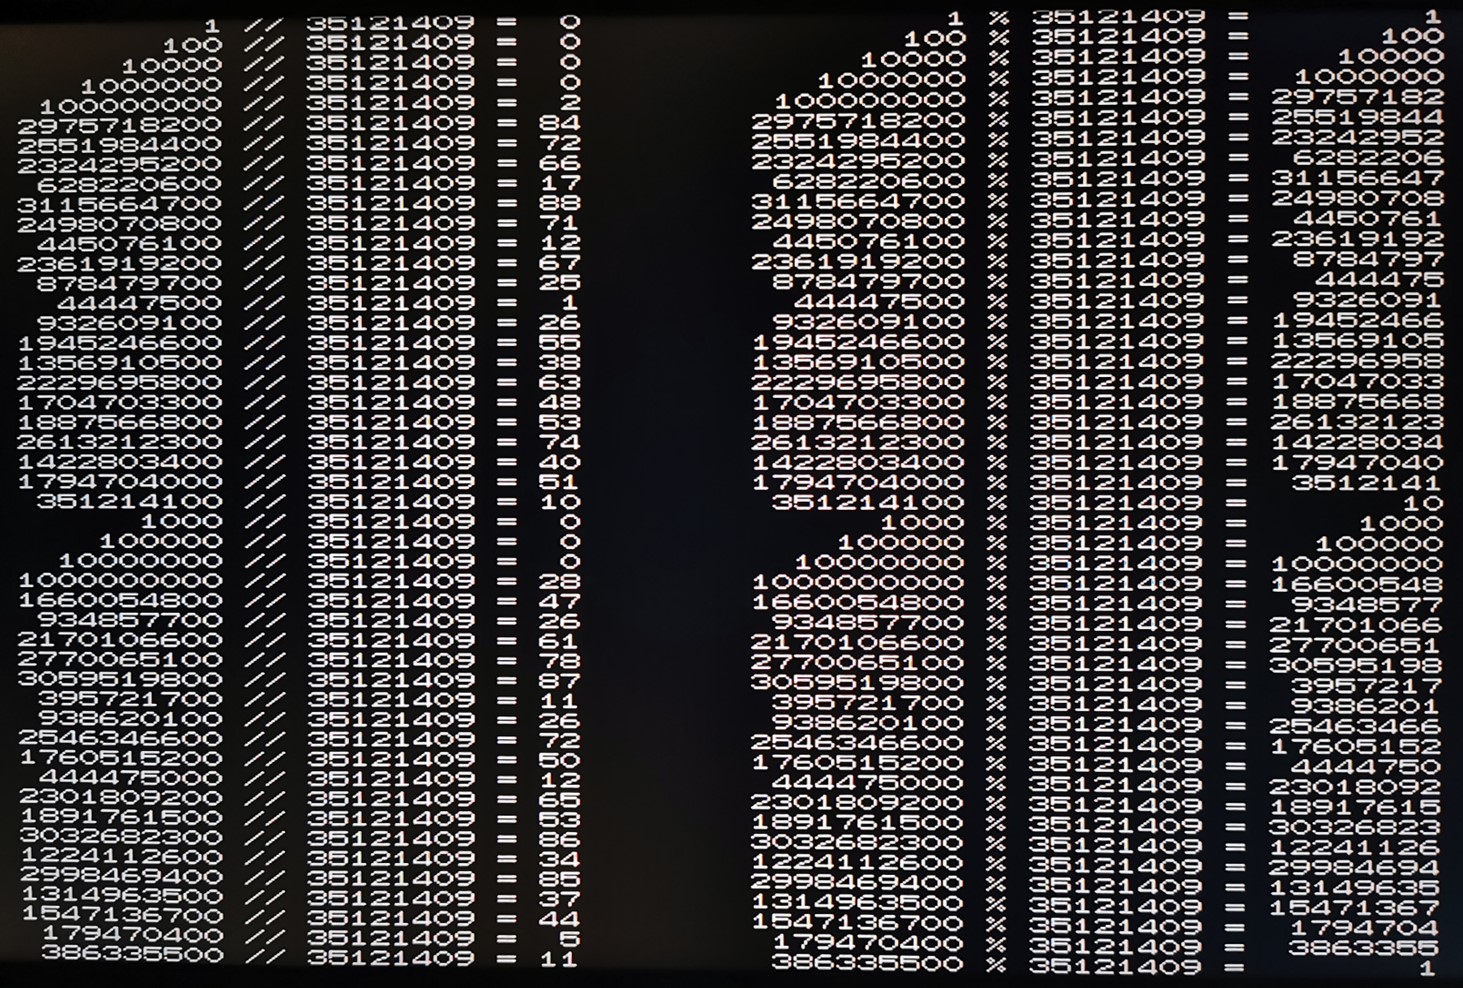 1 // 35121409 = 0 1 % 35121409 = 1
100 // 35121409 = 0 100 % 35121409 = 100
10000 // 35121409 = 0 10000 % 35121409 = 10000
1000000 // 35121409 = 0 1000000 % 35121409 = 1000000
100000000 // 35121409 = 2 100000000 % 35121409 = 29757182
2975718200 // 35121409 = 84 2975718200 % 35121409 = 25519844
2551984400 // 35121409 = 72 2551984400 % 35121409 = 23242952
2324295200 // 35121409 = 66 2324295200 % 35121409 = 6282206
628220600 // 35121409 = 17 628220600 % 35121409 = 31156647
3115664700 // 35121409 = 88 3115664700 % 35121409 = 24980708
2498070800 // 35121409 = 71 2498070800 % 35121409 = 4450761
445076100 // 35121409 = 12 445076100 % 35121409 = 23619192
2361919200 // 35121409 = 67 2361919200 % 35121409 = 8784797
878479700 // 35121409 = 25 878479700 % 35121409 = 444475
44447500 // 35121409 = 1 44447500 % 35121409 = 9326091
932609100 // 35121409 = 26 932609100 % 35121409 = 19452466
1945246600 // 35121409 = 55 1945246600 % 35121409 = 13569105
1356910500 // 35121409 = 38 1356910500 % 35121409 = 22296958
2229695800 // 35121409 = 63 2229695800 % 35121409 = 17047033
1704703300 // 35121409 = 48 1704703300 % 35121409 = 18875668
1887566800 // 35121409 = 53 1887566800 % 35121409 = 26132123
2613212300 // 35121409 = 74 2613212300 % 35121409 = 14228034
1422803400 // 35121409 = 40 1422803400 % 35121409 = 17947040
1794704000 // 35121409 = 51 1794704000 % 35121409 = 3512141
351214100 // 35121409 = 10 351214100 % 35121409 = 10
1000 // 35121409 = 0 1000 % 35121409 = 1000
100000 // 35121409 = 0 100000 % 35121409 = 100000
10000000 // 35121409 = 0 10000000 % 35121409 = 10000000
1000000000 // 35121409 = 28 1000000000 % 35121409 = 16600548
1660054800 // 35121409 = 47 1660054800 % 35121409 = 9348577
934857700 // 35121409 = 26 934857700 % 35121409 = 21701066
2170106600 // 35121409 = 61 2170106600 % 35121409 = 27700651
2770065100 // 35121409 = 78 2770065100 % 35121409 = 30595198
3059519800 // 35121409 = 87 3059519800 % 35121409 = 3957217
395721700 // 35121409 = 11 395721700 % 35121409 = 9386201
938620100 // 35121409 = 26 938620100 % 35121409 = 25463466
2546346600 // 35121409 = 72 2546346600 % 35121409 = 17605152
1760515200 // 35121409 = 50 1760515200 % 35121409 = 4444750
444475000 // 35121409 = 12 444475000 % 35121409 = 23018092
2301809200 // 35121409 = 65 2301809200 % 35121409 = 18917615
1891761500 // 35121409 = 53 1891761500 % 35121409 = 30326823
3032682300 // 35121409 = 86 3032682300 % 35121409 = 12241126
1224112600 // 35121409 = 34 1224112600 % 35121409 = 29984694
2998469400 // 35121409 = 85 2998469400 % 35121409 = 13149635
1314963500 // 35121409 = 37 1314963500 % 35121409 = 15471367
1547136700 // 35121409 = 44 1547136700 % 35121409 = 1794704
179470400 // 35121409 = 5 179470400 % 35121409 = 3863355
386335500 // 35121409 = 11 386335500 % 35121409 = 1